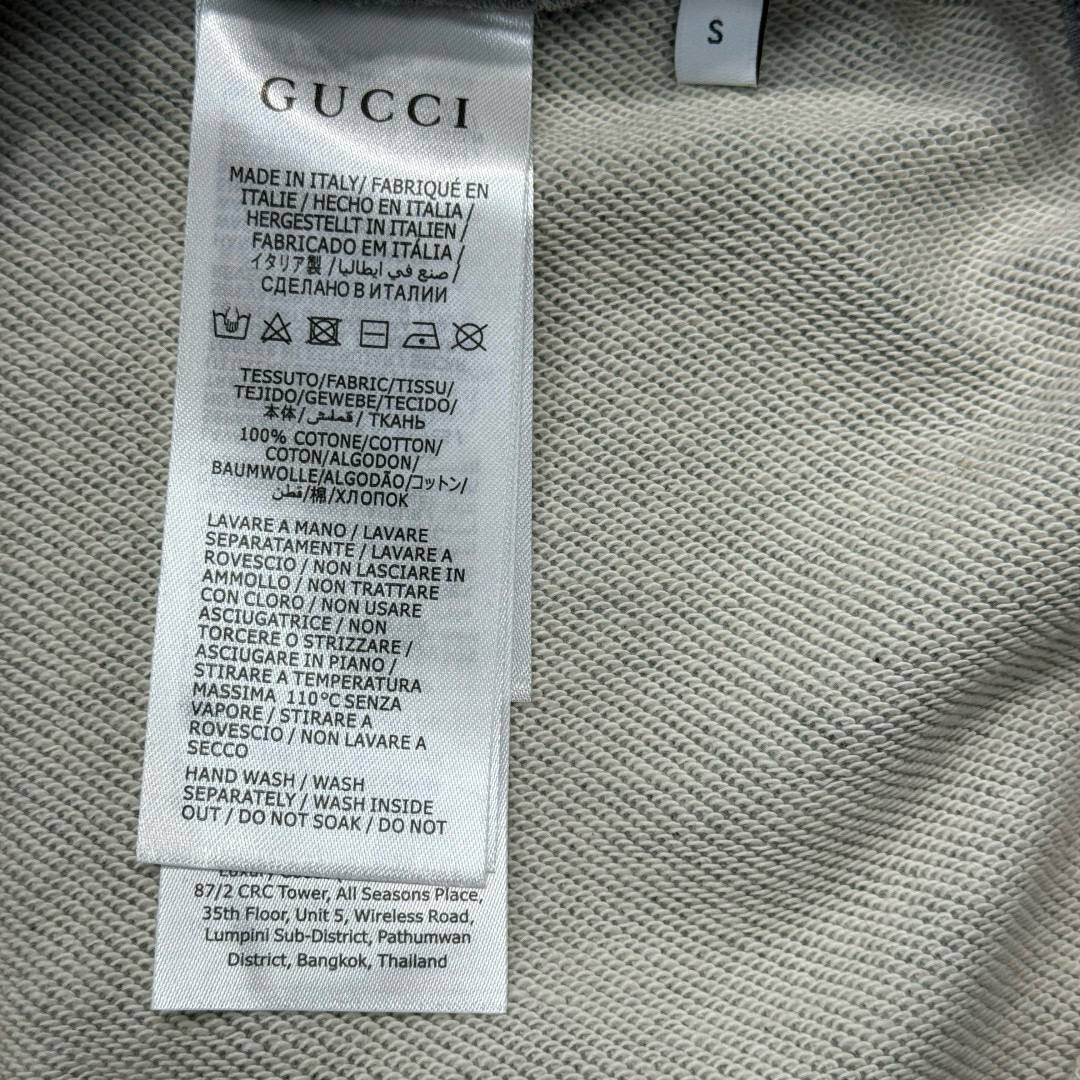 S
GUCCI
MADE IN ITALY/ FABRIQUÉ EN
ITALIE / HECHO EN ITALIA /
HERGESTELLT IN ITALIEN /
FABRICADO EM ITÁLIA /
イタリア製 / صنع في ايطاليا /
СДЕЛАНО В ИТАЛИИ
TESSUTO/FABRIC/TISSU/
TEJIDO/GEWEBE/TECIDO/
本体/قملش/ ТКАНЬ
100% COTONE/COTTON/
COTON/ALGODON/
BAUMWOLLE/ALGODÃO/コットン/
قطن/棉/ХЛОПОК
LAVARE A MANO / LAVARE
SEPARATAMENTE / LAVARE A
ROVESCIO / NON LASCIARE IN
AMMOLLO / NON TRATTARE
CON CLORO / NON USARE
ASCIUGATRICE / NON
TORCERE O STRIZZARE /
ASCIUGARE IN PIANO /
STIRARE A TEMPERATURA
MASSIMA 110°C SENZA
VAPORE / STIRARE A
ROVESCIO / NON LAVARE A
SECCO
HAND WASH / WASH
SEPARATELY / WASH INSIDE
OUT / DO NOT SOAK / DO NOT
87/2 CRC Tower, All Seasons Place,
35th Floor, Unit 5, Wireless Road,
Lumpini Sub-District, Pathumwan
District, Bangkok, Thailand